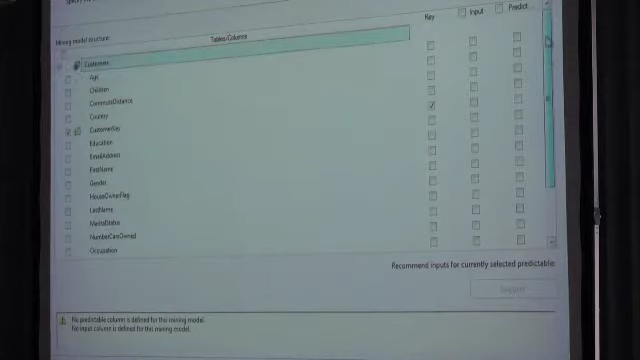 Key Input Predict
Mining model structure:
Tables/Columns
Customers
Age
Children
CommuteDistance
Country
CustomerKey
Education
EmailAddress
FirstName
Gender
HouseOwnerFlag
LastName
MaritalStatus
NumberCarsOwned
Occupation
Recommend inputs for currently selected predictable:
Suggest
No predictable column is defined for this mining model.
No input column is defined for this mining model.